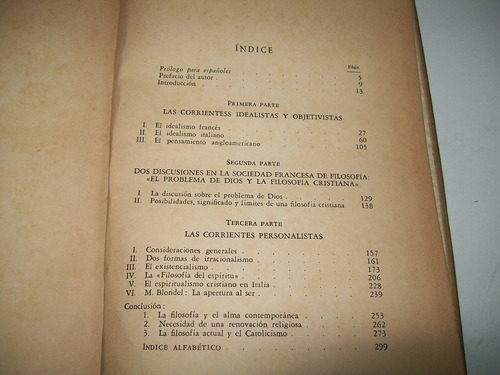 ÍNDICE
Págs.
Prólogo para españoles 5
Prefacio del autor 9
Introducción 13
PRIMERA PARTE
LAS CORRIENTESS IDEALISTAS Y OBJETIVISTAS
I. El idealismo francés 27
II. El idealismo italiano 60
III. El pensamiento angloamericano 105
SEGUNDA PARTE
DOS DISCUSIONES EN LA SOCIEDAD FRANCESA DE FILOSOFÍA:
«EL PROBLEMA DE DIOS Y LA FILOSOFÍA CRISTIANA»
I. La discusión sobre el problema de Dios 129
II. Posibilidades, significado y límites de una filosofía cristiana 138
TERCERA PARTE
LAS CORRIENTES PERSONALISTAS
I. Consideraciones generales 157
II. Dos formas de irracionalismo 161
III. El existencialismo 173
IV. La «Filosofía del espíritu» 206
V. El espiritualismo cristiano en Italia 228
VI. M. Blondel: La apertura al ser 239
Conclusión:
1. La filosofía y el alma contemporánea 253
2. Necesidad de una renovación religiosa 262
3. La filosofía actual y el Catolicismo 273
ÍNDICE ALFABÉTICO 299